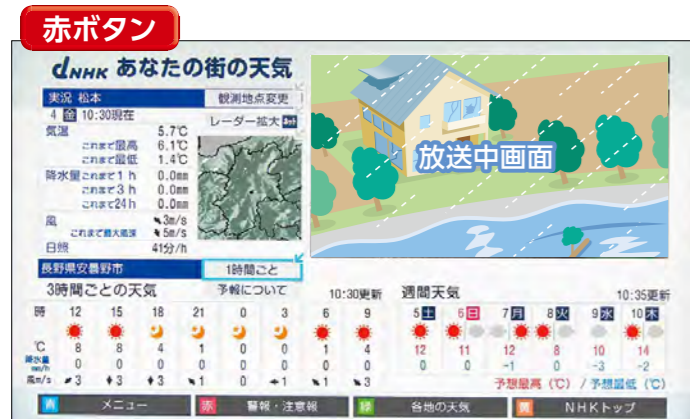 赤ボタン
dNHK あなたの街の天気
実況 松本 観測地点変更
4 金 10:30現在
レーダー拡大
気温 5.7℃
これまで最高 6.1℃
これまで最低 1.4℃
降水量 これまで1h 0.0mm
これまで3h 0.0mm
これまで24h 0.0mm
風 3m/s
これまで最大風速 5m/s
日照 41分/h
放送中画面
長野県安曇野市 1時間ごと
3時間ごとの天気 予報について 10:30更新
時 12 15 18 21 0 3 6 9
℃ 8 8 4 1 0 0 1 4
降水量 mm/h 0 0 0 0 0 0 0 0
風m/s 3 3 3 1 0 1 1 3
週間天気 10:35更新
5土 6日 7月 8火 9水 10木
12 11 12 8 10 14
0 0 -1 0 -3 -2
予想最高（℃）/ 予想最低（℃）
青 メニュー 赤 警報・注意報 緑 各地の天気 黄 NHKトップ